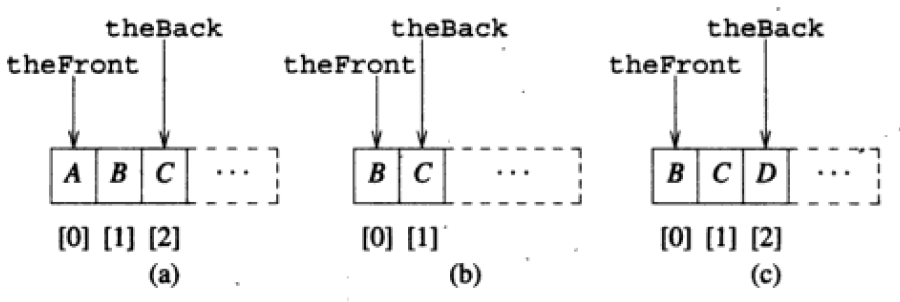 theBack theBack theBack
theFront theFront theFront
A B C ··· B C ··· B C D ···
[0] [1] [2] [0] [1] [0] [1] [2]
(a) (b) (c)